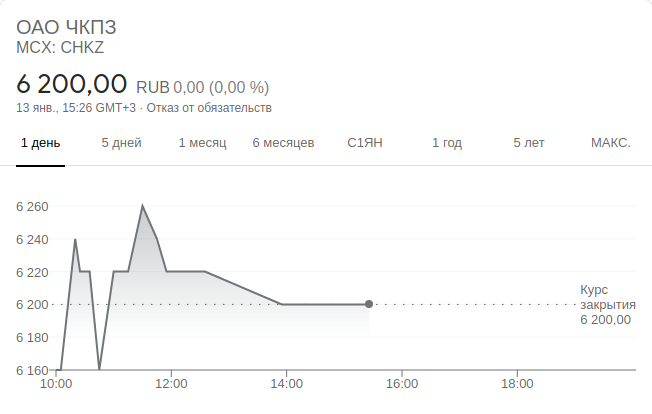 ОАО ЧКПЗ
MCX: CHKZ
6 200,00 RUB 0,00 (0,00 %)
13 янв., 15:26 GMT+3 · Отказ от обязательств
1 день 5 дней 1 месяц 6 месяцев С1ЯН 1 год 5 лет МАКС.
6 260
6 240
6 220
6 200
6 180
6 160
Курс
закрытия
6 200,00
10:00 12:00 14:00 16:00 18:00